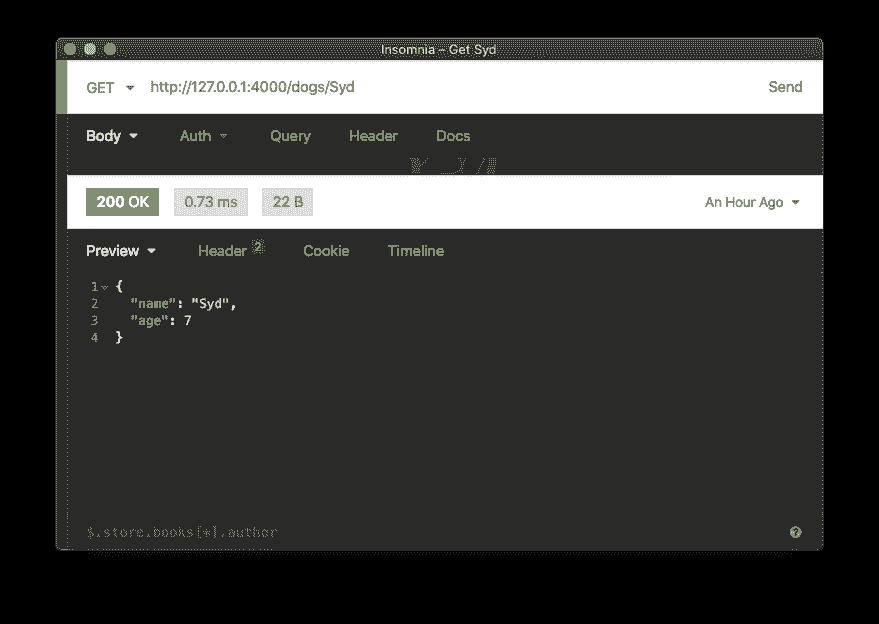 Insomnia – Get Syd
GET http://127.0.0.1:4000/dogs/Syd Send
Body Auth Query Header Docs
200 OK 0.73 ms 22 B An Hour Ago
Preview Header 2 Cookie Timeline
1 {
2 "name": "Syd",
3 "age": 7
4 }
$.store.books[*].author ?